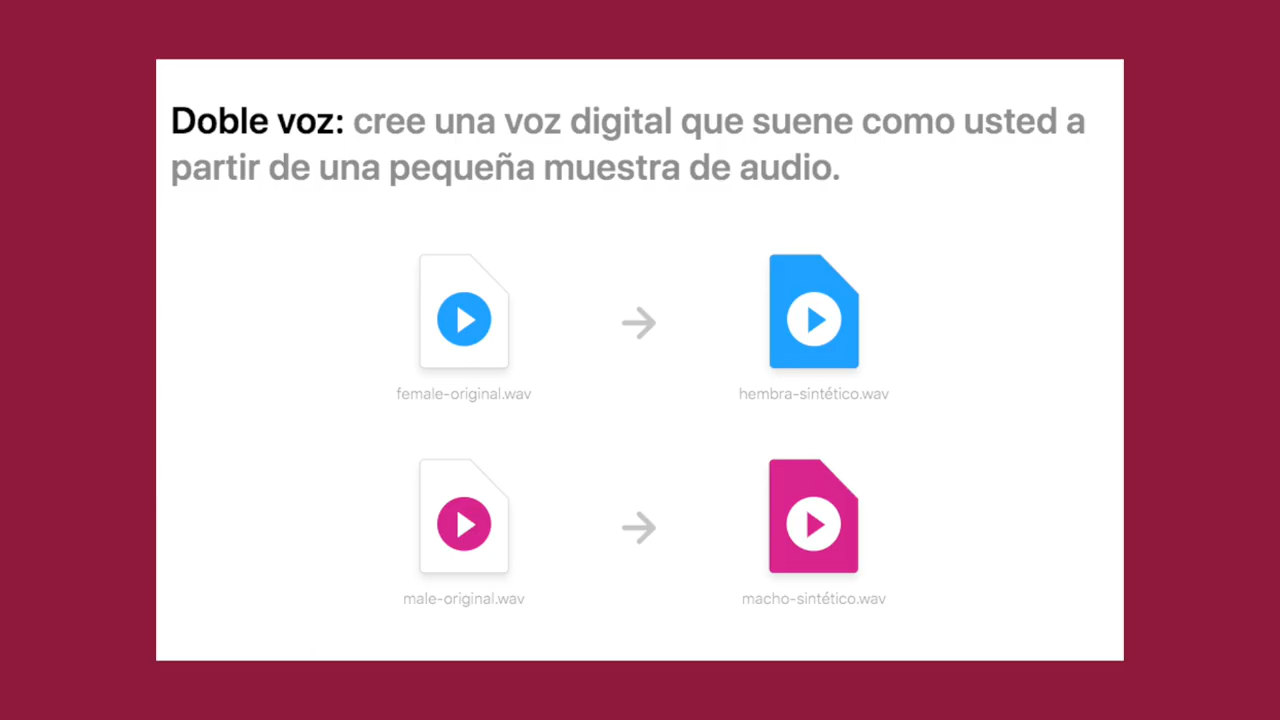 Doble voz: cree una voz digital que suene como usted a
partir de una pequeña muestra de audio.
female-original.wav
hembra-sintético.wav
male-original.wav
macho-sintético.wav